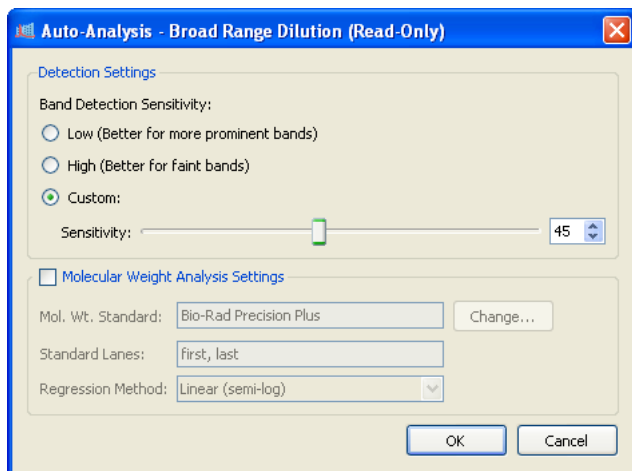 Auto-Analysis - Broad Range Dilution (Read-Only)
Detection Settings
Band Detection Sensitivity:
Low (Better for more prominent bands)
High (Better for faint bands)
Custom:
Sensitivity: 45
Molecular Weight Analysis Settings
Mol. Wt. Standard: Bio-Rad Precision Plus Change...
Standard Lanes: first, last
Regression Method: Linear (semi-log)
OK Cancel